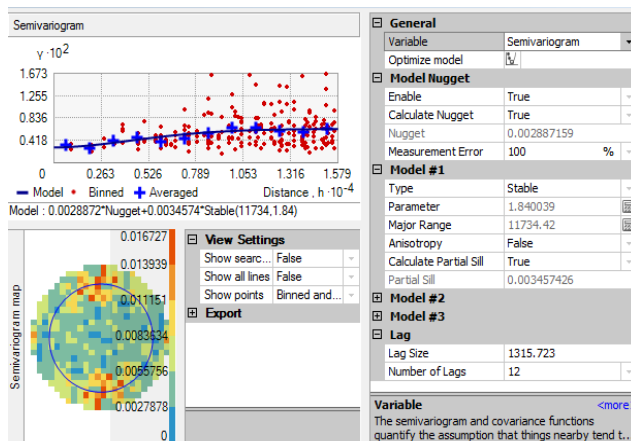 Semivariogram
γ ·10²
1.673
1.255
0.836
0.418
0 0.263 0.526 0.789 1.053 1.316 1.579
Model Binned Averaged Distance , h ·10⁻⁴
Model : 0.0028872*Nugget+0.0034574*Stable(11734,1.84)
Semivariogram map
0.016727
0.013939
0.011151
0.0083634
0.0055756
0.0027878
0
View Settings
Show searc... False
Show all lines False
Show points Binned and...
Export
General
Variable Semivariogram
Optimize model
Model Nugget
Enable True
Calculate Nugget True
Nugget 0.002887159
Measurement Error 100 %
Model #1
Type Stable
Parameter 1.840039
Major Range 11734.42
Anisotropy False
Calculate Partial Sill True
Partial Sill 0.003457426
Model #2
Model #3
Lag
Lag Size 1315.723
Number of Lags 12
Variable <more
The semivariogram and covariance functions
quantify the assumption that things nearby tend t..